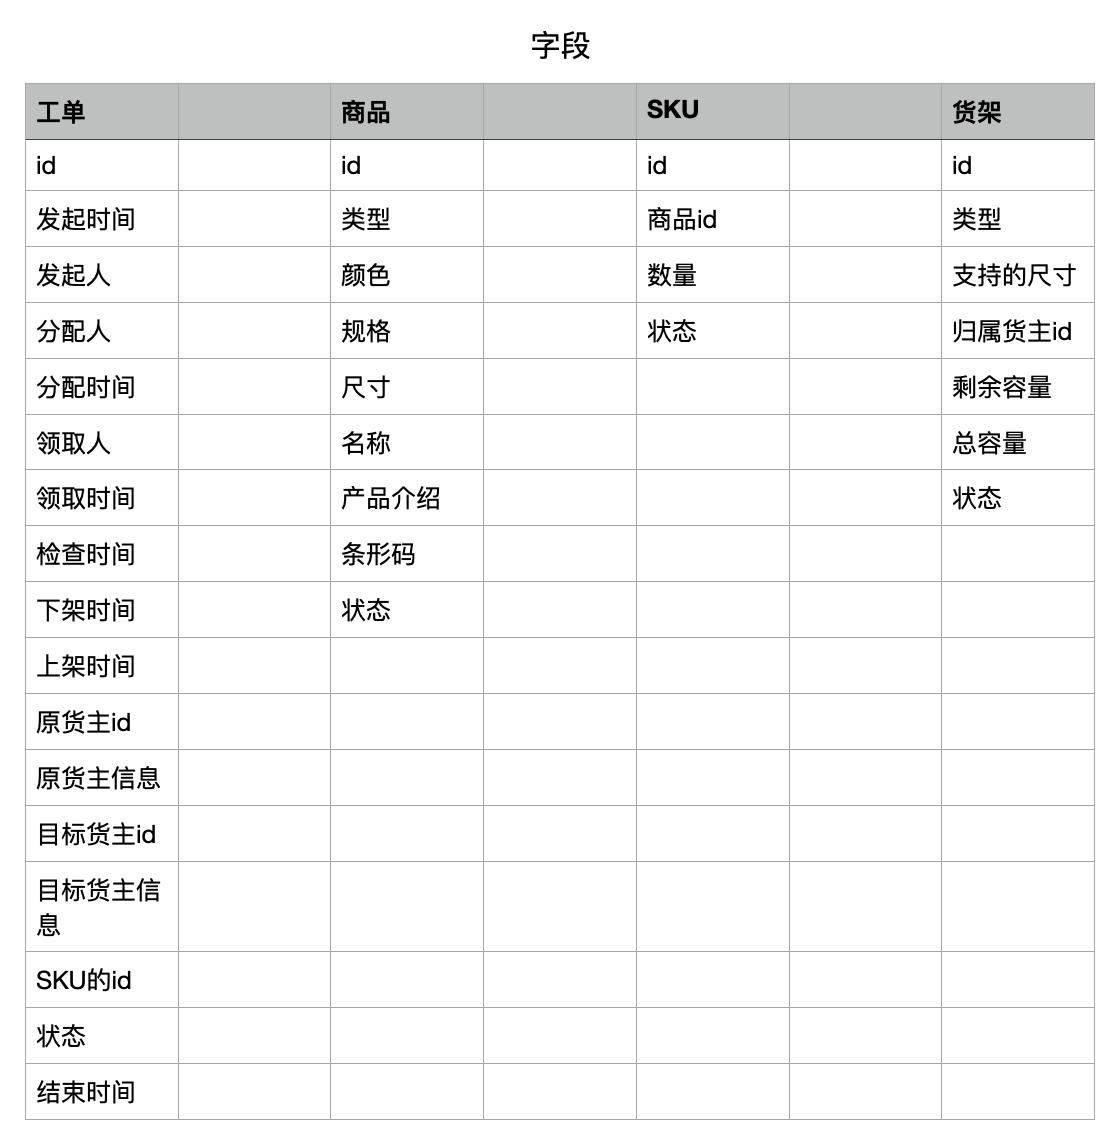 字段
工单 商品 SKU 货架
id id id id
发起时间 类型 商品id 类型
发起人 颜色 数量 支持的尺寸
分配人 规格 状态 归属货主id
分配时间 尺寸 剩余容量
领取人 名称 总容量
领取时间 产品介绍 状态
检查时间 条形码
下架时间 状态
上架时间
原货主id
原货主信息
目标货主id
目标货主信
息
SKU的id
状态
结束时间